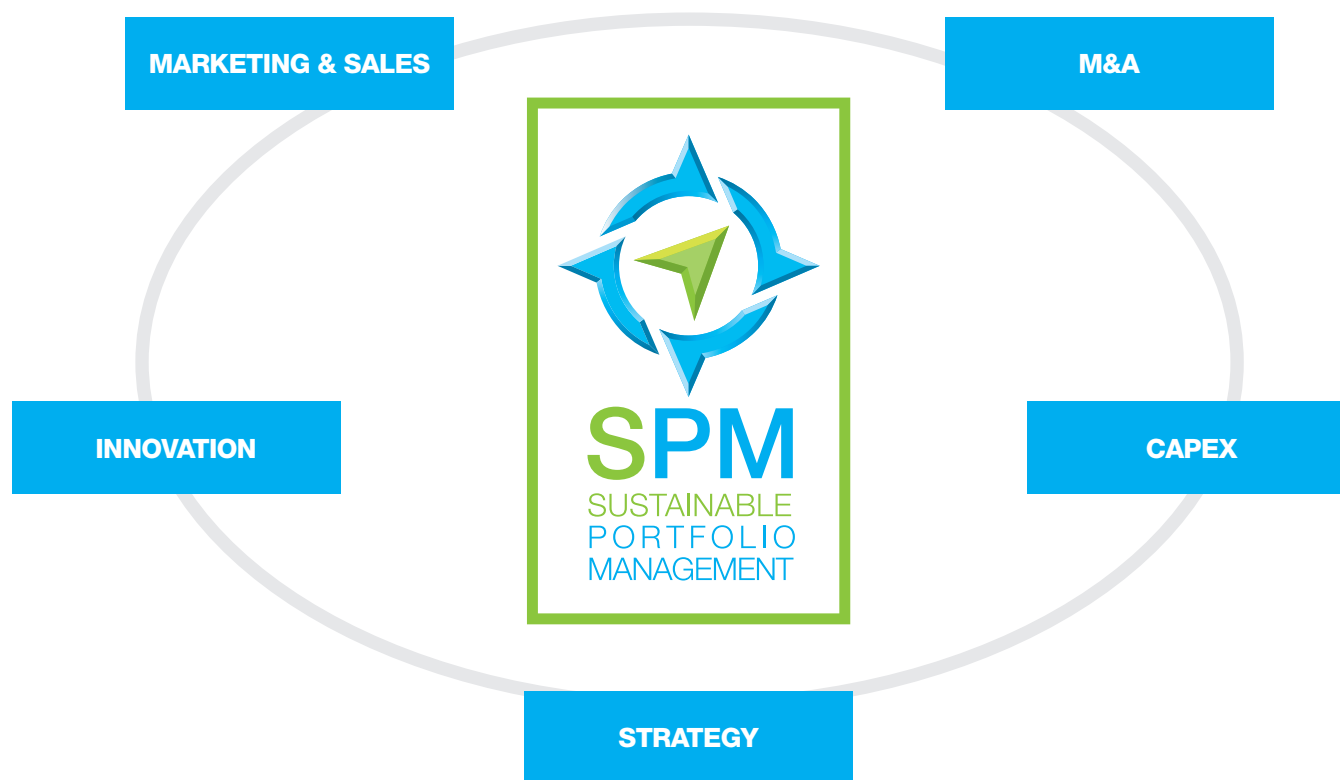 MARKETING & SALES
M&A
INNOVATION
CAPEX
SPM
SUSTAINABLE
PORTFOLIO
MANAGEMENT
STRATEGY